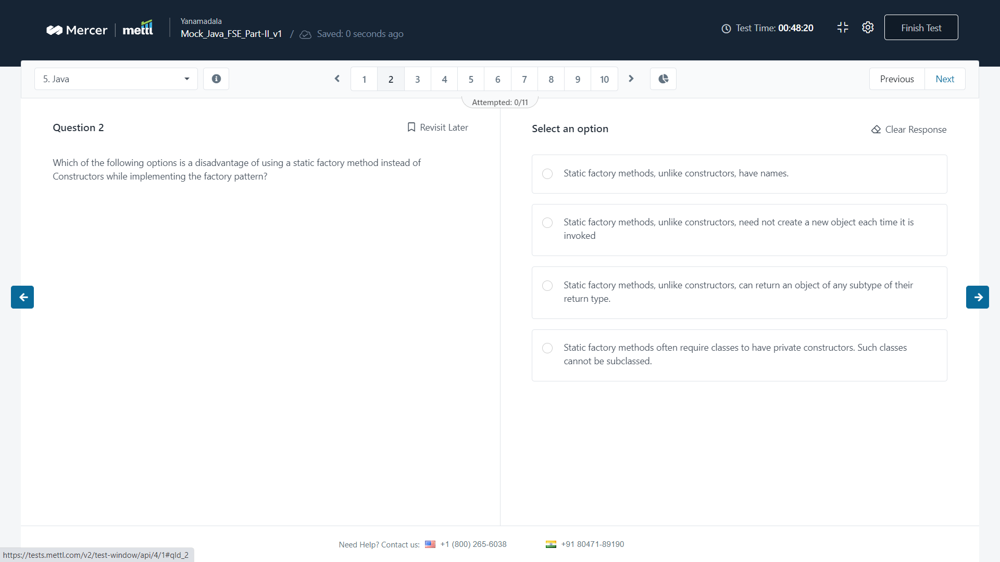 Mercer
mettl
Yanamadala
Mock_Java_FSE_Part-II_v1 / Saved: 0 seconds ago
Test Time: 00:48:20
Finish Test
5. Java
1 2 3 4 5 6 7 8 9 10
Previous
Next
Attempted: 0/11
Question 2
Revisit Later
Which of the following options is a disadvantage of using a static factory method instead of
Constructors while implementing the factory pattern?
Select an option
Clear Response
Static factory methods, unlike constructors, have names.
Static factory methods, unlike constructors, need not create a new object each time it is
invoked
Static factory methods, unlike constructors, can return an object of any subtype of their
return type.
Static factory methods often require classes to have private constructors. Such classes
cannot be subclassed.
Need Help? Contact us: +1 (800) 265-6038 +91 80471-89190
https://tests.mettl.com/v2/test-window/api/4/1#qId_2